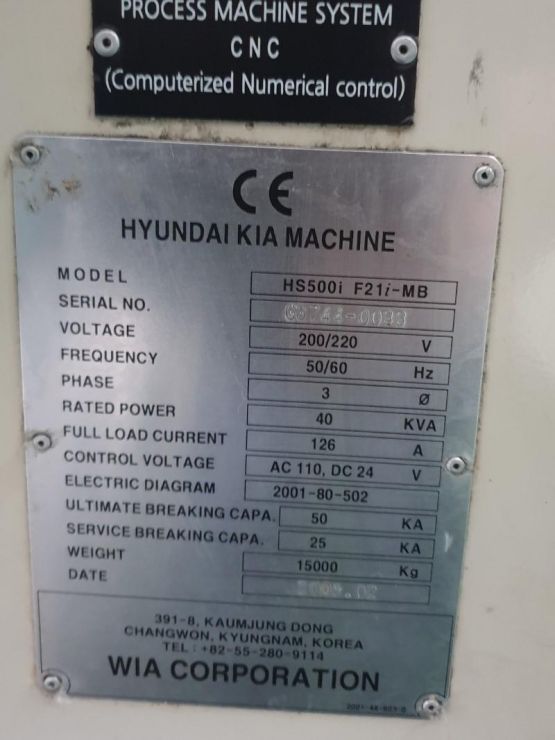 PROCESS MACHINE SYSTEM
CNC
(Computerized Numerical control)
CE
HYUNDAI KIA MACHINE
MODEL HS500i F21i-MB
SERIAL NO.
VOLTAGE 200/220 V
FREQUENCY 50/60 Hz
PHASE 3 Ø
RATED POWER 40 KVA
FULL LOAD CURRENT 126 A
CONTROL VOLTAGE AC 110, DC 24 V
ELECTRIC DIAGRAM 2001-80-502
ULTIMATE BREAKING CAPA. 50 KA
SERVICE BREAKING CAPA. 25 KA
WEIGHT 15000 Kg
DATE
391-8, KAUMJUNG DONG
CHANGWON, KYUNGNAM, KOREA
TEL : +82-55-280-9114
WIA CORPORATION